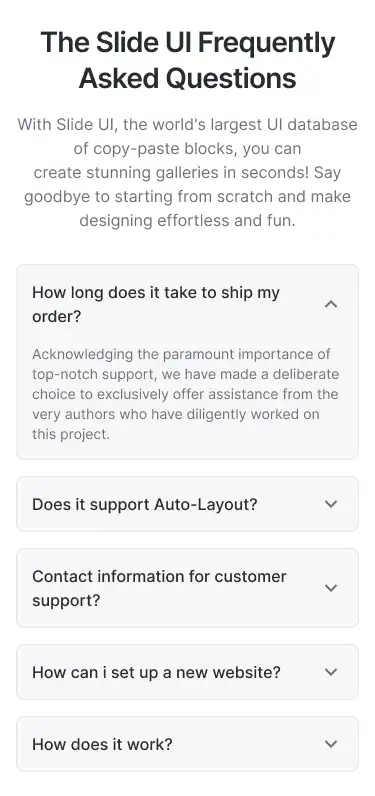 The Slide UI Frequently
Asked Questions
With Slide UI, the world's largest UI database
of copy-paste blocks, you can
create stunning galleries in seconds! Say
goodbye to starting from scratch and make
designing effortless and fun.
How long does it take to ship my
order?
Acknowledging the paramount importance of
top-notch support, we have made a deliberate
choice to exclusively offer assistance from the
very authors who have diligently worked on
this project.
Does it support Auto-Layout?
Contact information for customer
support?
How can i set up a new website?
How does it work?